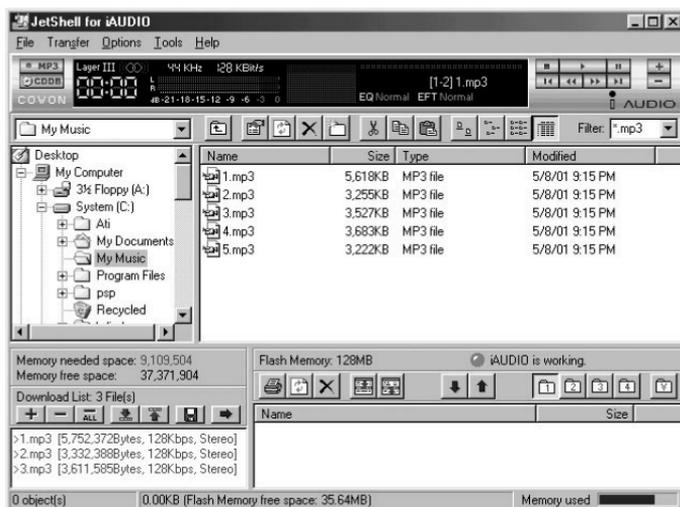 JetShell for iAUDIO
File Transfer Options Tools Help
MP3 Layer III 44 KHz 128 KBit/s
CDDB 00:00 L R [1-2] 1.mp3
COWON dB-21-18-15-12 -9 -6 -3 0 EQ Normal EFT Normal iAUDIO
My Music Filter: *.mp3
Desktop
My Computer
3½ Floppy (A:)
System (C:)
Ati
My Documents
My Music
Program Files
psp
Recycled
Name Size Type Modified
1.mp3 5,618KB MP3 file 5/8/01 9:15 PM
2.mp3 3,255KB MP3 file 5/8/01 9:15 PM
3.mp3 3,527KB MP3 file 5/8/01 9:15 PM
4.mp3 3,683KB MP3 file 5/8/01 9:15 PM
5.mp3 3,222KB MP3 file 5/8/01 9:15 PM
Memory needed space: 9,109,504
Memory free space: 37,371,904
Download List: 3 File(s)
ALL
>1.mp3 [5,752,372Bytes, 128Kbps, Stereo]
>2.mp3 [3,332,388Bytes, 128Kbps, Stereo]
>3.mp3 [3,611,585Bytes, 128Kbps, Stereo]
Flash Memory: 128MB iAUDIO is working.
1 2 3 4 V
Name Size
0 object(s) 0.00KB (Flash Memory free space: 35.64MB) Memory used